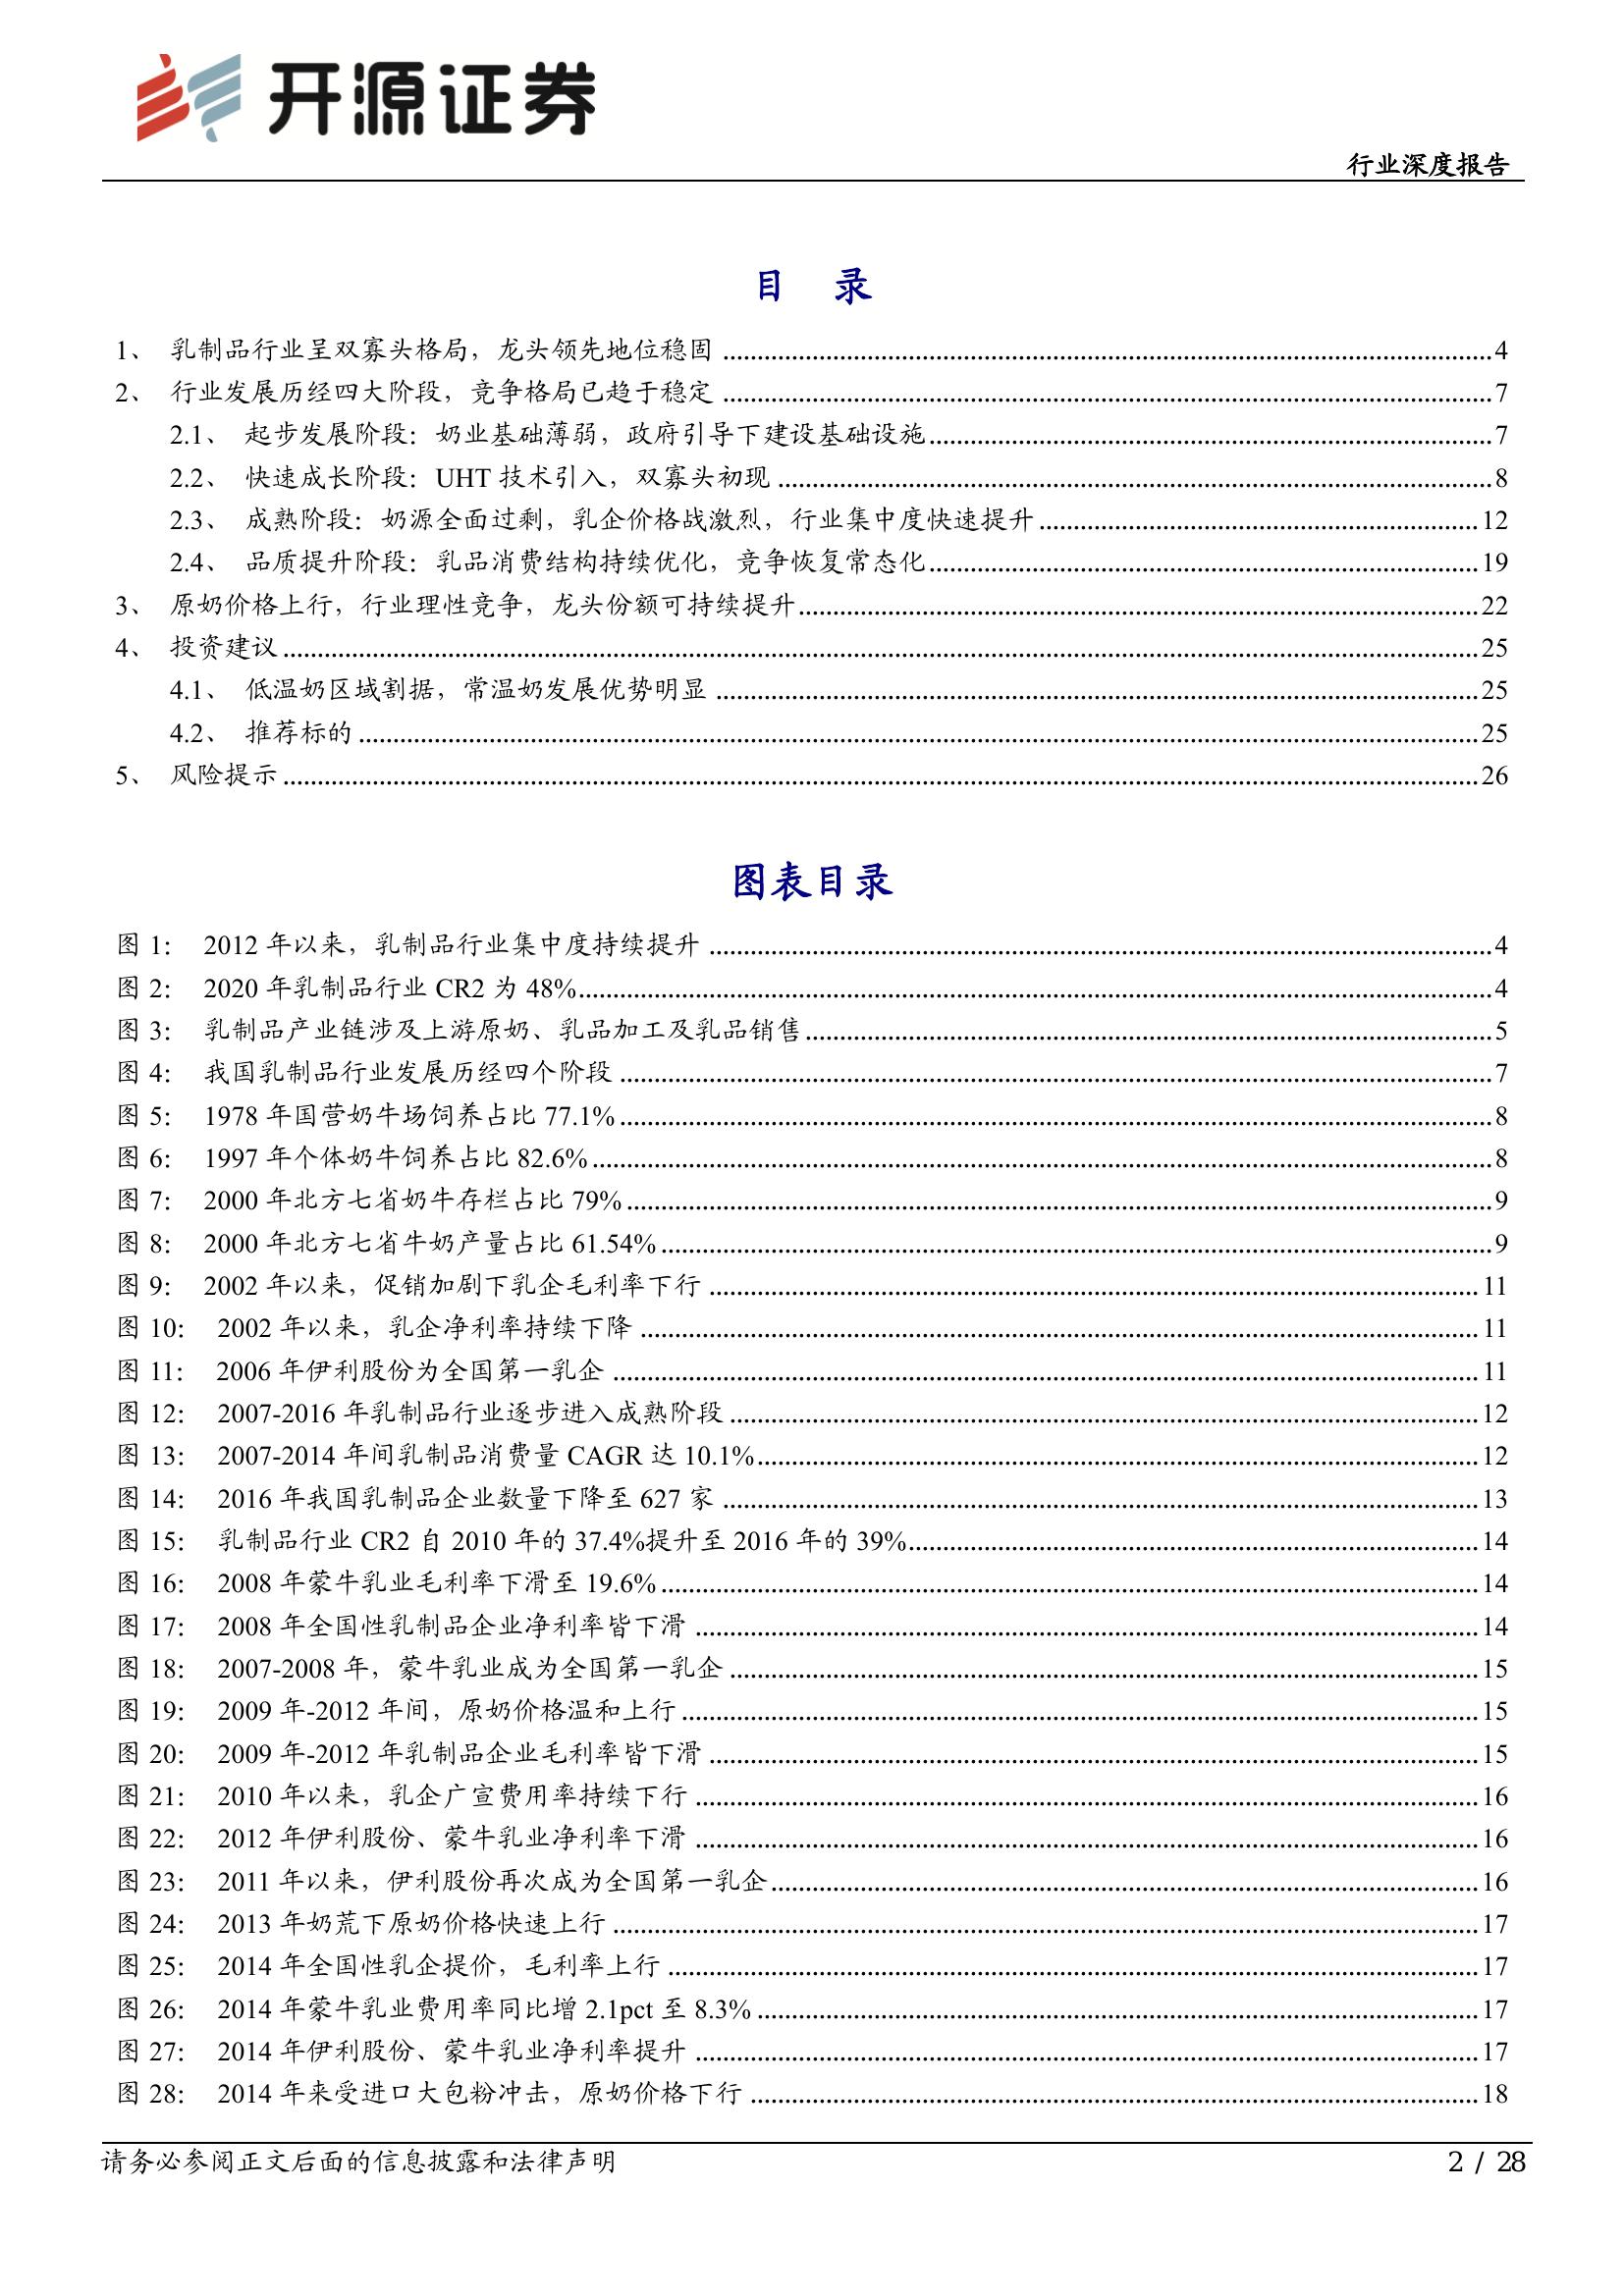 开源证券
行业深度报告
目 录
1、 乳制品行业呈双寡头格局，龙头领先地位稳固 ........ 4
2、 行业发展历经四大阶段，竞争格局已趋于稳定 ........ 7
2.1、 起步发展阶段：奶业基础薄弱，政府引导下建设基础设施 ........ 7
2.2、 快速成长阶段：UHT 技术引入，双寡头初现 ........ 8
2.3、 成熟阶段：奶源全面过剩，乳企价格战激烈，行业集中度快速提升 ........ 12
2.4、 品质提升阶段：乳品消费结构持续优化，竞争恢复常态化 ........ 19
3、 原奶价格上行，行业理性竞争，龙头份额可持续提升 ........ 22
4、 投资建议 ........ 25
4.1、 低温奶区域割据，常温奶发展优势明显 ........ 25
4.2、 推荐标的 ........ 25
5、 风险提示 ........ 26
图表目录
图 1： 2012 年以来，乳制品行业集中度持续提升 ........ 4
图 2： 2020 年乳制品行业 CR2 为 48% ........ 4
图 3： 乳制品产业链涉及上游原奶、乳品加工及乳品销售 ........ 5
图 4： 我国乳制品行业发展历经四个阶段 ........ 7
图 5： 1978 年国营奶牛场饲养占比 77.1% ........ 8
图 6： 1997 年个体奶牛饲养占比 82.6% ........ 8
图 7： 2000 年北方七省奶牛存栏占比 79% ........ 9
图 8： 2000 年北方七省牛奶产量占比 61.54% ........ 9
图 9： 2002 年以来，促销加剧下乳企毛利率下行 ........ 11
图 10： 2002 年以来，乳企净利率持续下降 ........ 11
图 11： 2006 年伊利股份为全国第一乳企 ........ 11
图 12： 2007-2016 年乳制品行业逐步进入成熟阶段 ........ 12
图 13： 2007-2014 年间乳制品消费量 CAGR 达 10.1% ........ 12
图 14： 2016 年我国乳制品企业数量下降至 627 家 ........ 13
图 15： 乳制品行业 CR2 自 2010 年的 37.4%提升至 2016 年的 39% ........ 14
图 16： 2008 年蒙牛乳业毛利率下滑至 19.6% ........ 14
图 17： 2008 年全国性乳制品企业净利率皆下滑 ........ 14
图 18： 2007-2008 年，蒙牛乳业成为全国第一乳企 ........ 15
图 19： 2009 年-2012 年间，原奶价格温和上行 ........ 15
图 20： 2009 年-2012 年乳制品企业毛利率皆下滑 ........ 15
图 21： 2010 年以来，乳企广宣费用率持续下行 ........ 16
图 22： 2012 年伊利股份、蒙牛乳业净利率下滑 ........ 16
图 23： 2011 年以来，伊利股份再次成为全国第一乳企 ........ 16
图 24： 2013 年奶荒下原奶价格快速上行 ........ 17
图 25： 2014 年全国性乳企提价，毛利率上行 ........ 17
图 26： 2014 年蒙牛乳业费用率同比增 2.1pct 至 8.3% ........ 17
图 27： 2014 年伊利股份、蒙牛乳业净利率提升 ........ 17
图 28： 2014 年来受进口大包粉冲击，原奶价格下行 ........ 18
请务必参阅正文后面的信息披露和法律声明
2 / 28